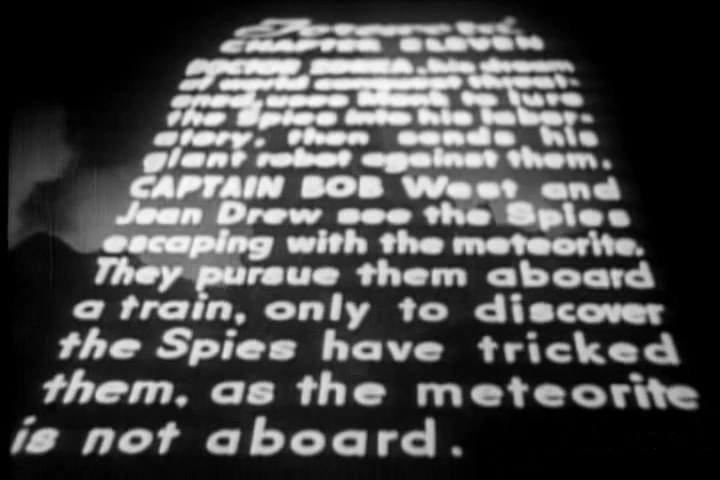 CHAPTER ELEVEN
DOCTOR ZORKA, his dream
of world conquest threat-
ened, uses Monk to lure
the Spies into his labor-
atory, then sends his
giant robot against them.
CAPTAIN BOB West and
Jean Drew see the Spies
escaping with the meteorite.
They pursue them aboard
a train, only to discover
the Spies have tricked
them, as the meteorite
is not aboard.